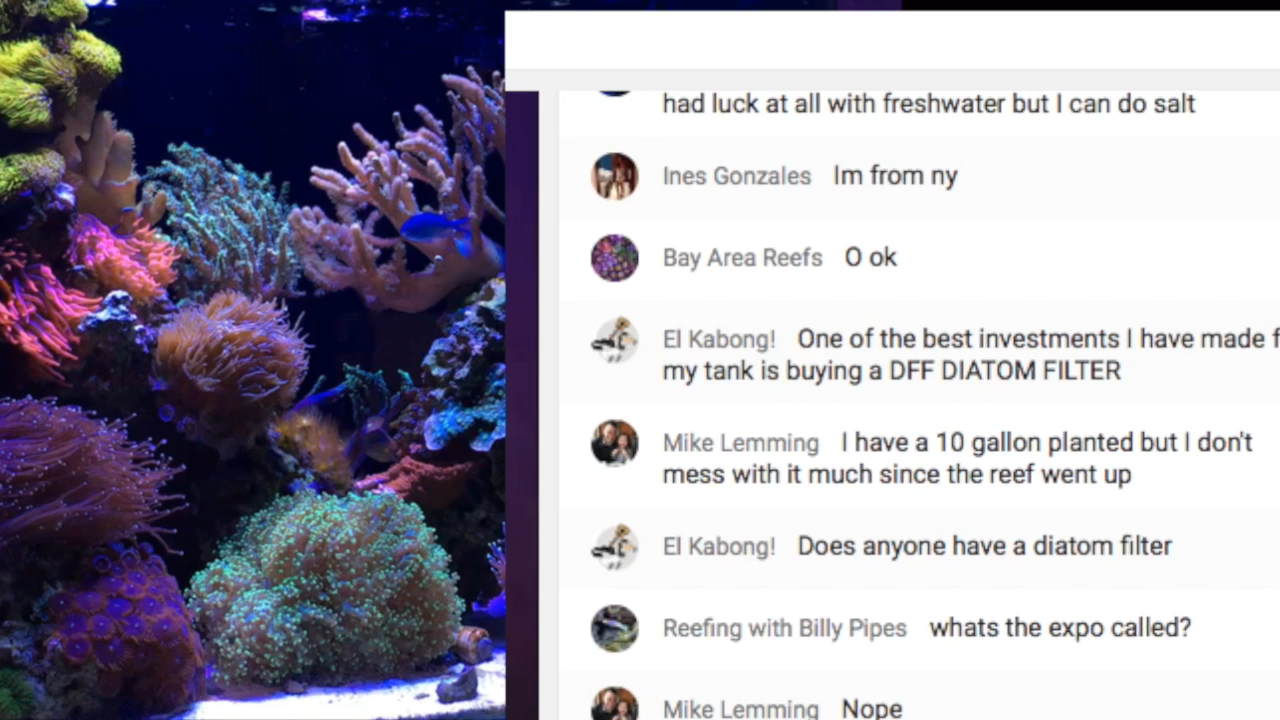 had luck at all with freshwater but I can do salt
Ines Gonzales Im from ny
Bay Area Reefs O ok
El Kabong! One of the best investments I have made f
my tank is buying a DFF DIATOM FILTER
Mike Lemming I have a 10 gallon planted but I don't
mess with it much since the reef went up
El Kabong! Does anyone have a diatom filter
Reefing with Billy Pipes whats the expo called?
Mike Lemming Nope